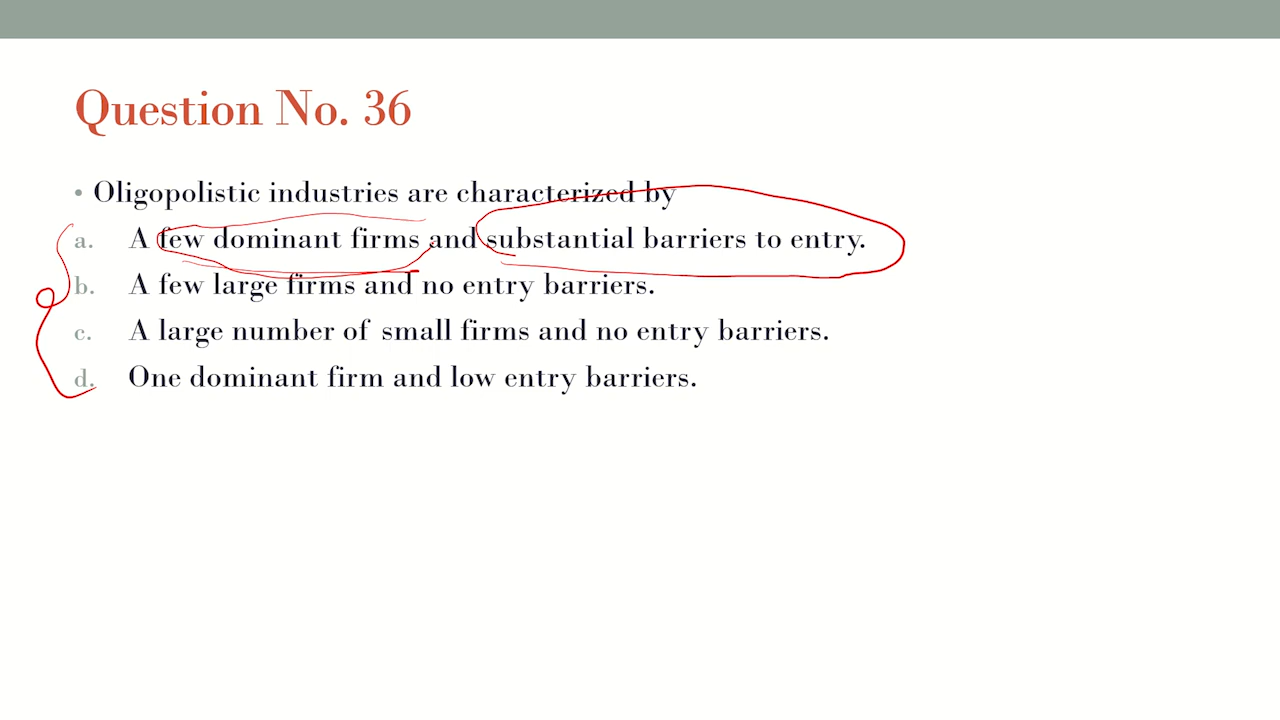 Question No. 36
• Oligopolistic industries are characterized by
a. A few dominant firms and substantial barriers to entry.
b. A few large firms and no entry barriers.
c. A large number of small firms and no entry barriers.
d. One dominant firm and low entry barriers.